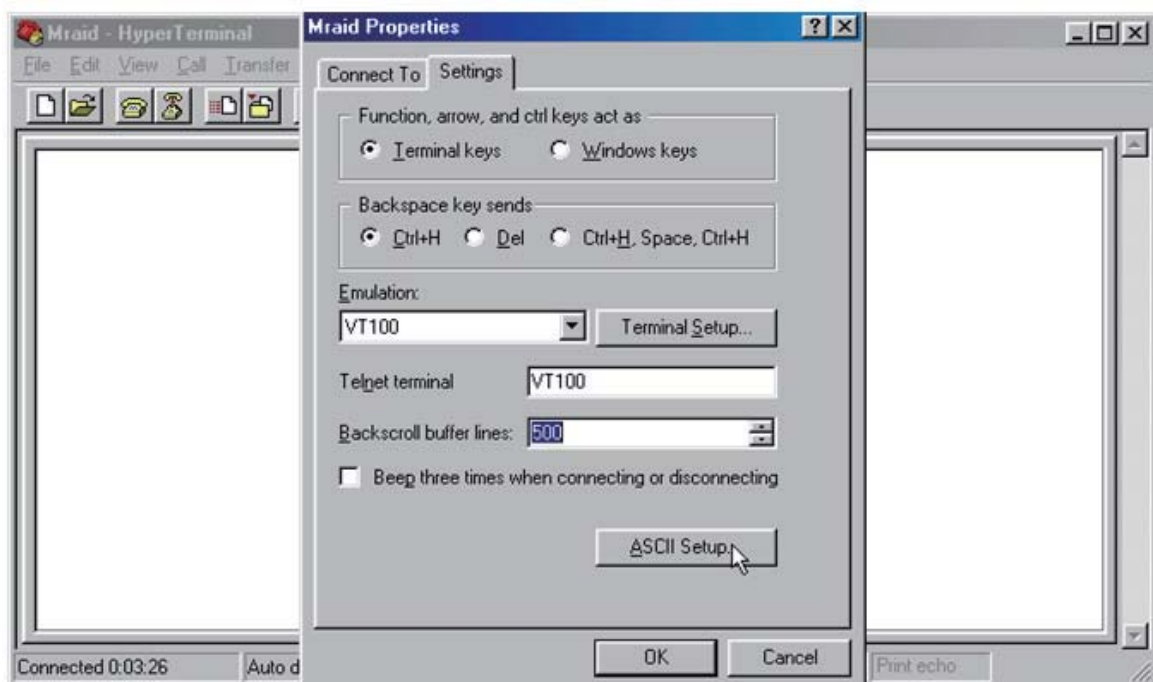 Mraid - HyperTerminal
File Edit View Call Transfer
Mraid Properties
Connect To Settings
Function, arrow, and ctrl keys act as
Terminal keys Windows keys
Backspace key sends
Ctrl+H Del Ctrl+H, Space, Ctrl+H
Emulation:
VT100 Terminal Setup...
Telnet terminal VT100
Backscroll buffer lines: 500
Beep three times when connecting or disconnecting
ASCII Setup..
OK Cancel
Connected 0:03:26 Auto d Print echo